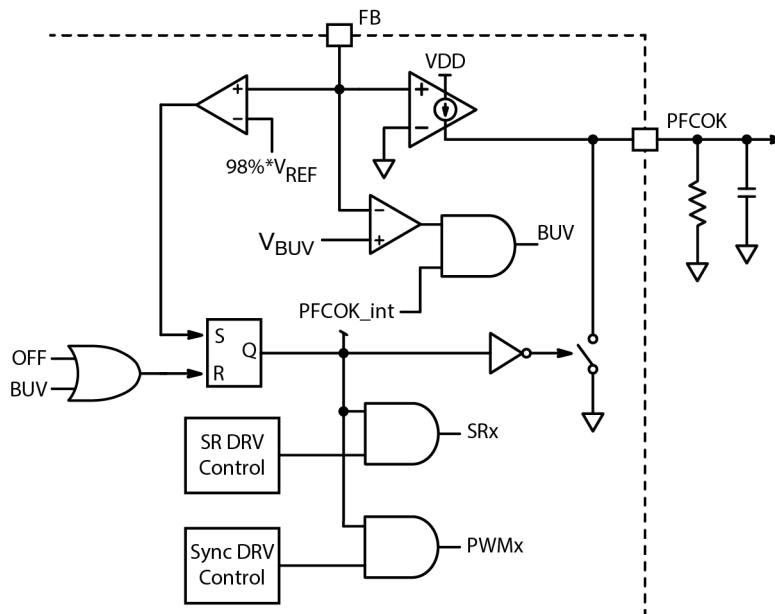 FB
VDD
PFCOK
+
−
+
−
98%*VREF
−
+
VBUV
BUV
PFCOK_int
S
Q
R
OFF
BUV
SR DRV
Control
SRx
Sync DRV
Control
PWMx